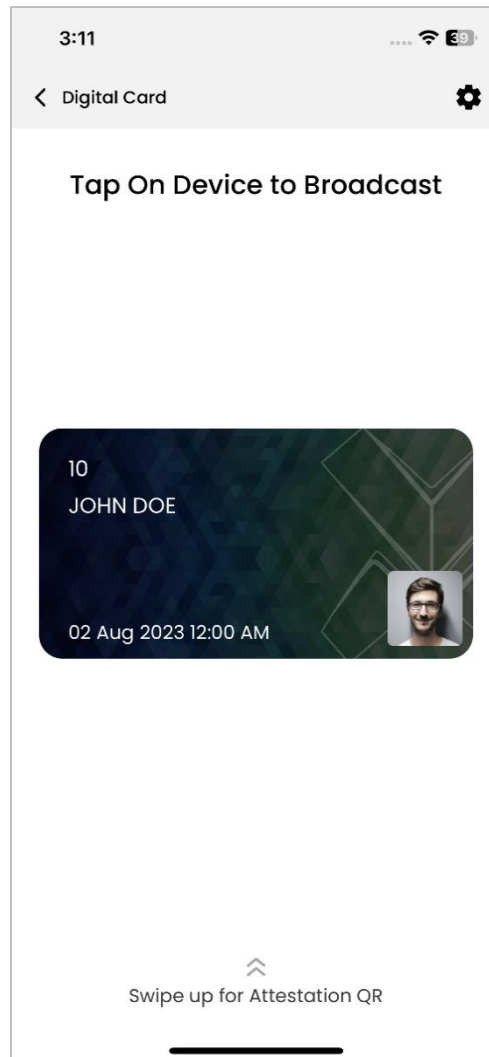 3:11
39
Digital Card
Tap On Device to Broadcast
10
JOHN DOE
02 Aug 2023 12:00 AM
Swipe up for Attestation QR